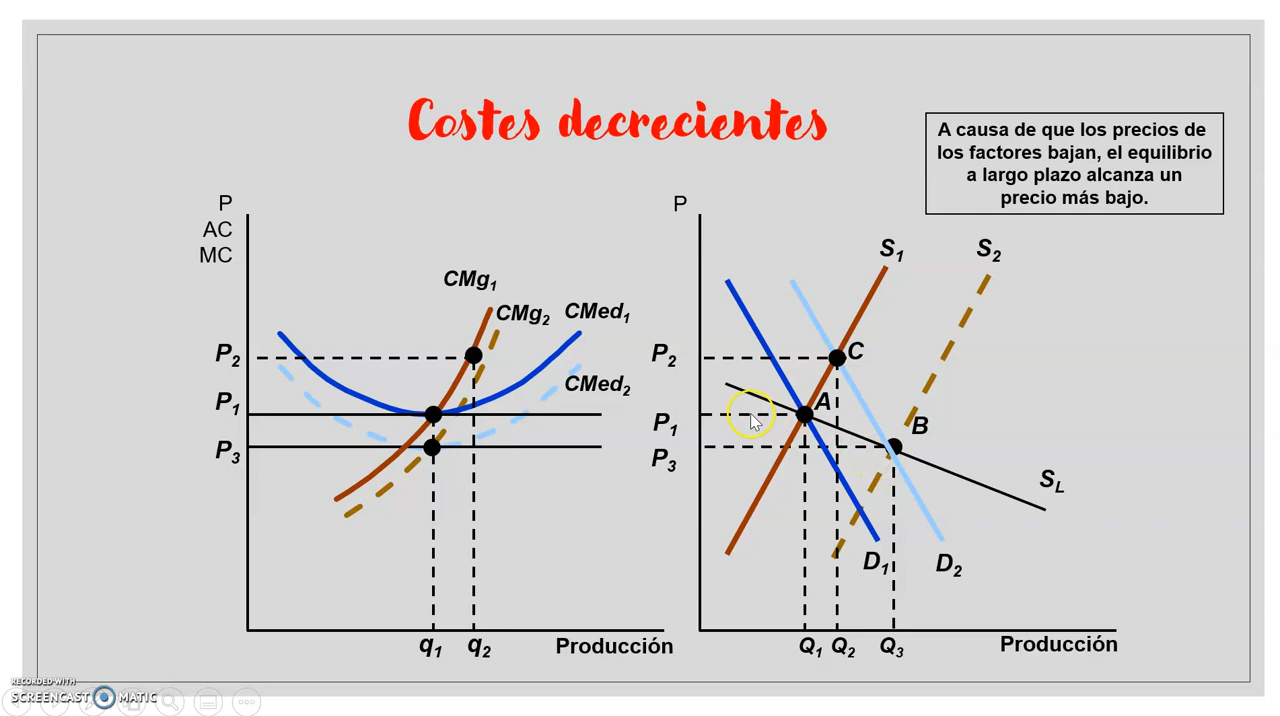 Costes decrecientes
A causa de que los precios de
los factores bajan, el equilibrio
a largo plazo alcanza un
precio más bajo.
P
AC
MC
CMg1
CMg2
CMed1
CMed2
P2
P1
P3
q1
q2
Producción
P
S1
S2
P2
C
A
P1
B
P3
SL
D1
D2
Q1
Q2
Q3
Producción
RECORDED WITH
SCREENCAST MATIC